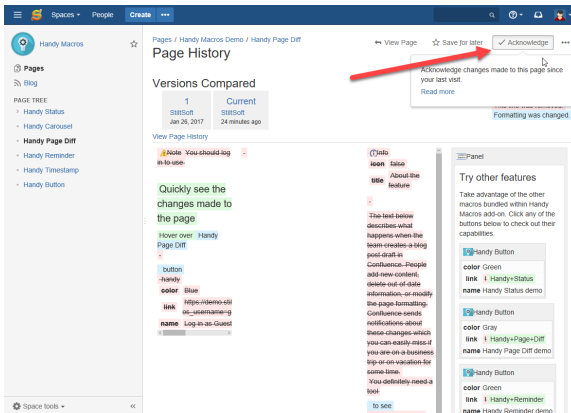 Spaces
People
Create
Handy Macros
Pages
Blog
PAGE TREE
Handy Status
Handy Carousel
Handy Page Diff
Handy Reminder
Handy Timestamp
Handy Button
Space tools
Pages / Handy Macros Demo / Handy Page Diff
Page History
View Page
Save for later
Acknowledge
Acknowledge changes made to this page since
your last visit.
Read more
Formatting was changed.
Versions Compared
1
StiltSoft
Jan 26, 2017
Current
StiltSoft
24 minutes ago
View Page History
Note You should log
in to use
Quickly see the
changes made to
the page
Hover over Handy
Page Diff
button
handy
color Blue
link https://demo.stil
os_username=g
name Log in as Guest
Info
icon false
title About the
feature
The text below
describes what
happens when the
team creates a blog
post draft in
Confluence. People
add new content,
delete out of date
information, or modify
the page formatting.
Confluence sends
notifications about
these changes which
you can easily miss if
you are on a business
trip or on vacation for
some time.
You definitely need a
tool
to see
Panel
Try other features
Take advantage of the other
macros bundled within Handy
Macros add-on. Click any of the
buttons below to check out their
capabilities.
Handy Button
color Green
link Handy+Status
name Handy Status demo
Handy Button
color Gray
link Handy+Page+Diff
name Handy Page Diff demo
Handy Button
color Green
link Handy+Reminder
name Handy Reminder demo